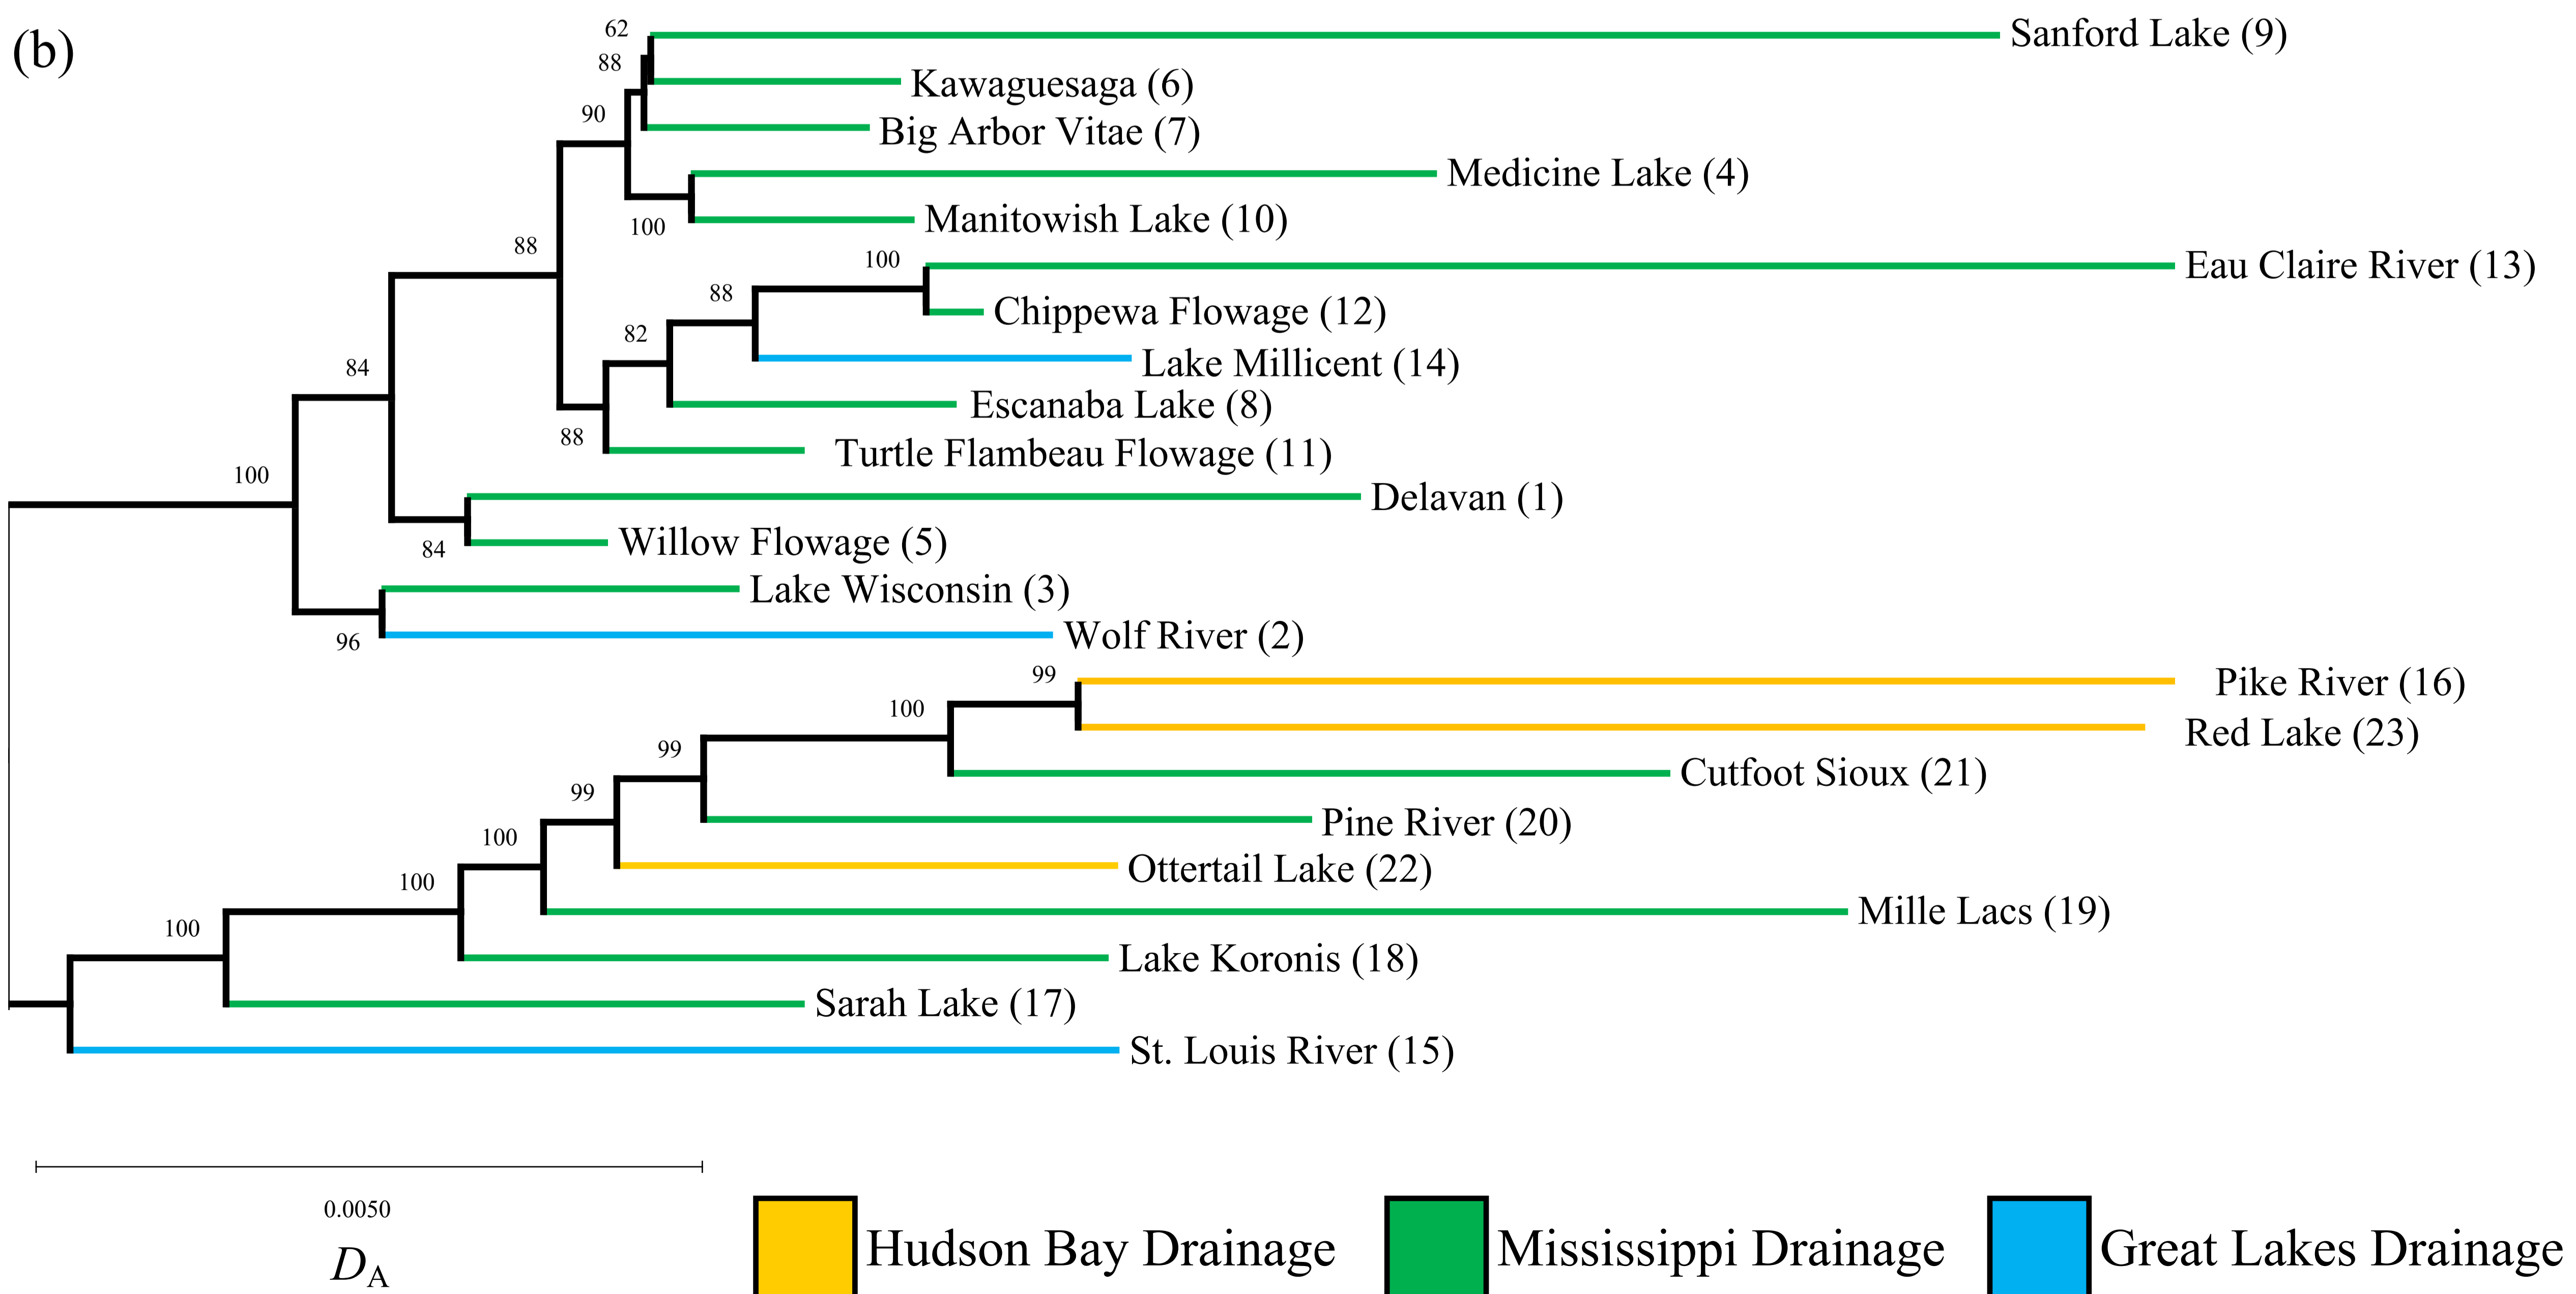 (b)
62
Sanford Lake (9)
88
Kawaguesaga (6)
90
Big Arbor Vitae (7)
Medicine Lake (4)
100
Manitowish Lake (10)
88
100
Eau Claire River (13)
88
Chippewa Flowage (12)
82
Lake Millicent (14)
84
Escanaba Lake (8)
88
Turtle Flambeau Flowage (11)
100
Delavan (1)
84
Willow Flowage (5)
Lake Wisconsin (3)
96
Wolf River (2)
99
Pike River (16)
100
Red Lake (23)
99
Cutfoot Sioux (21)
99
Pine River (20)
100
Ottertail Lake (22)
100
Mille Lacs (19)
100
Lake Koronis (18)
Sarah Lake (17)
St. Louis River (15)
0.0050
DA
Hudson Bay Drainage
Mississippi Drainage
Great Lakes Drainage